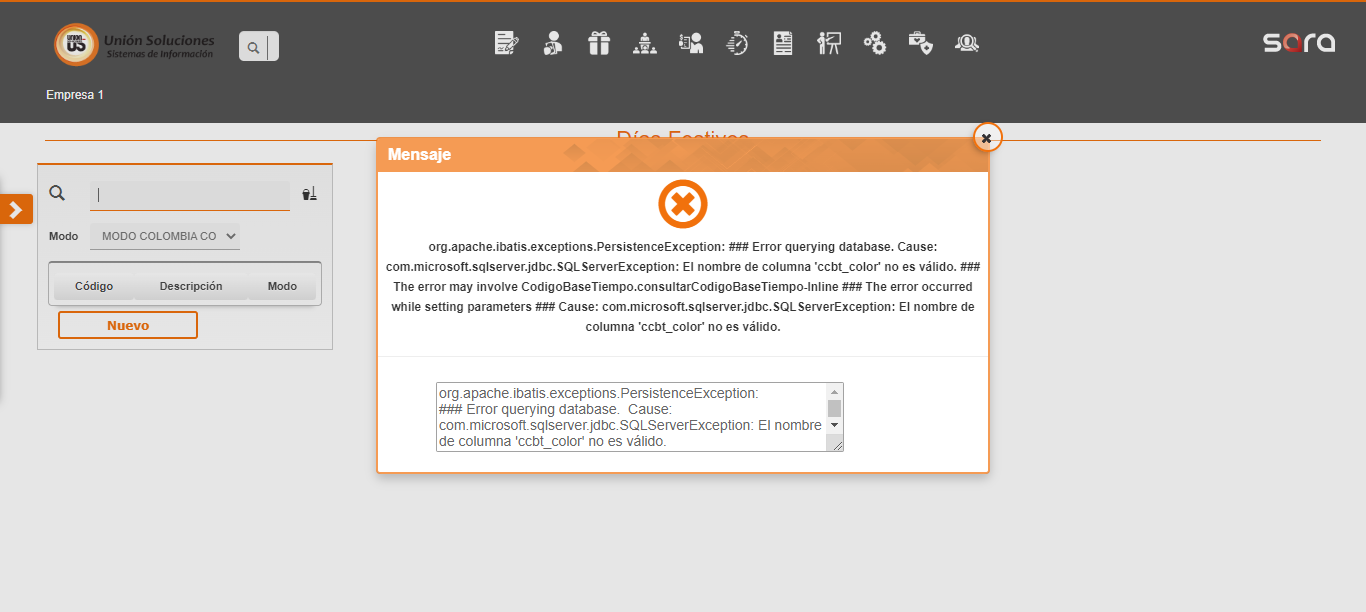 UNION
US
Unión Soluciones
Sistemas de Información
sara
Empresa 1
Días Festivos
Mensaje
org.apache.ibatis.exceptions.PersistenceException: ### Error querying database. Cause:
com.microsoft.sqlserver.jdbc.SQLServerException: El nombre de columna 'ccbt_color' no es válido. ###
The error may involve CodigoBaseTiempo.consultarCodigoBaseTiempo-Inline ### The error occurred
while setting parameters ### Cause: com.microsoft.sqlserver.jdbc.SQLServerException: El nombre de
columna 'ccbt_color' no es válido.
org.apache.ibatis.exceptions.PersistenceException:
### Error querying database.  Cause:
com.microsoft.sqlserver.jdbc.SQLServerException: El nombre
de columna 'ccbt_color' no es válido.
Modo
MODO COLOMBIA CO
Código
Descripción
Modo
Nuevo